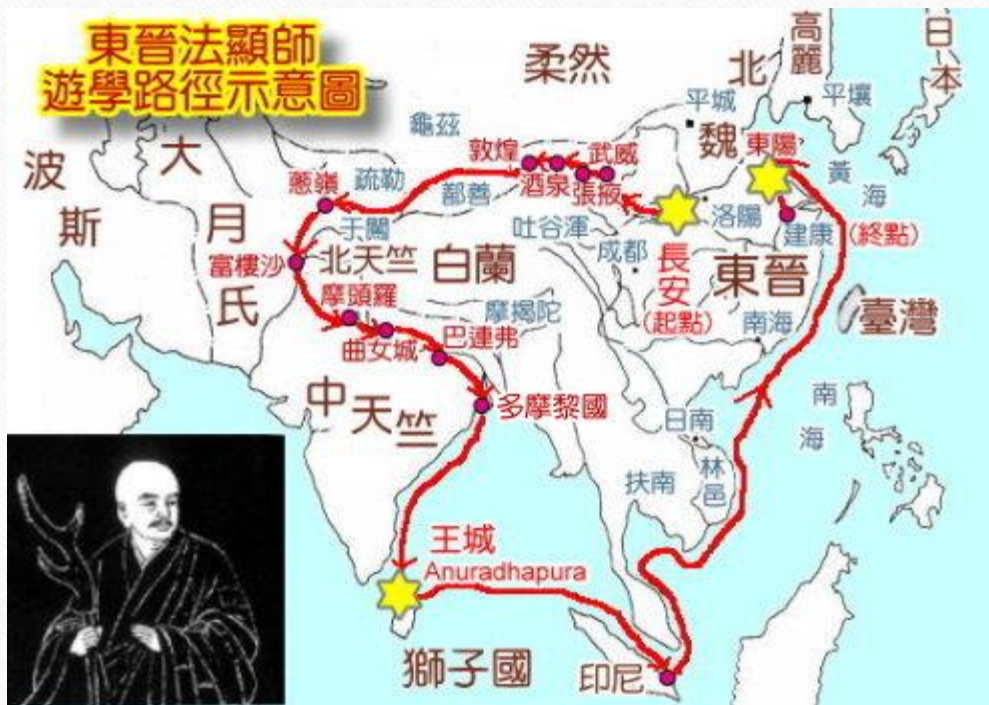 東晉法顯師
遊學路徑示意圖
柔然
北
魏
高麗
日本
平城
平壤
龜茲
波斯
大月氏
敦煌
武威
酒泉
張掖
東陽
黃海
蔥嶺
疏勒
鄯善
于闐
吐谷渾
洛陽
建康
(終點)
富樓沙
北天竺
白蘭
成都
長安
(起點)
東晉
臺灣
摩頭羅
摩揭陀
曲女城
巴連弗
南海
中天竺
多摩黎國
日南
南海
扶南
林邑
王城
Anuradhapura
獅子國
印尼